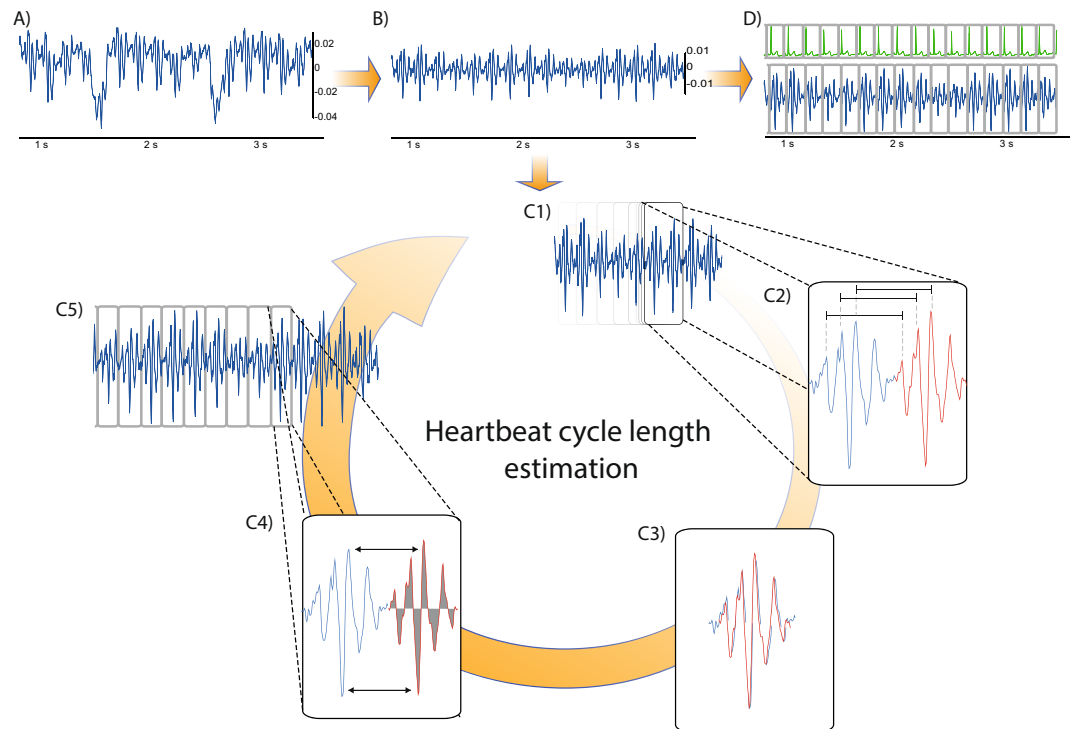 A)
0.02
0
-0.02
-0.04
1 s 2 s 3 s
B)
0.01
0
-0.01
1 s 2 s 3 s
D)
1 s 2 s 3 s
C1)
C2)
C5)
Heartbeat cycle length
estimation
C4)
C3)